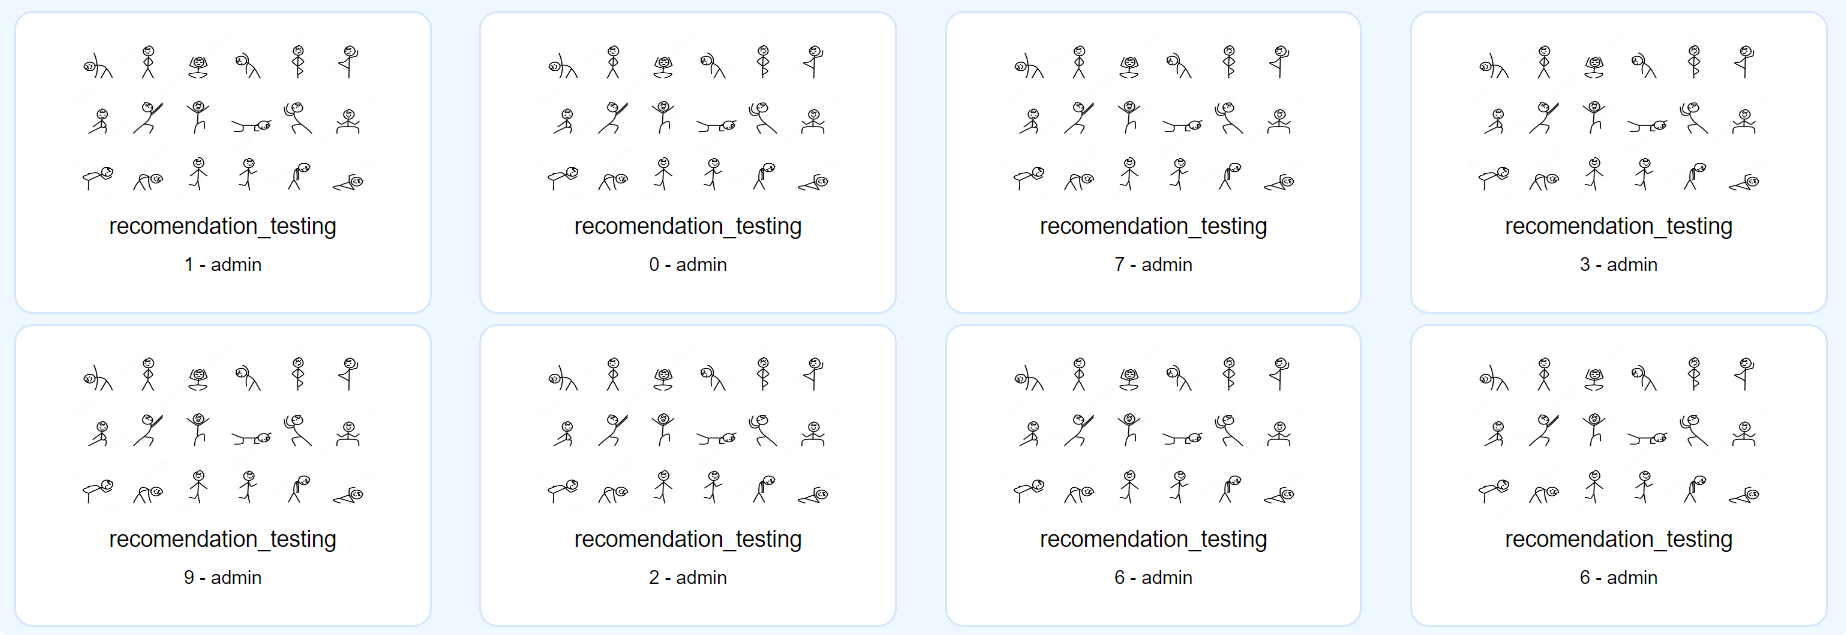 recomendation_testing
1 - admin
recomendation_testing
0 - admin
recomendation_testing
7 - admin
recomendation_testing
3 - admin
recomendation_testing
9 - admin
recomendation_testing
2 - admin
recomendation_testing
6 - admin
recomendation_testing
6 - admin